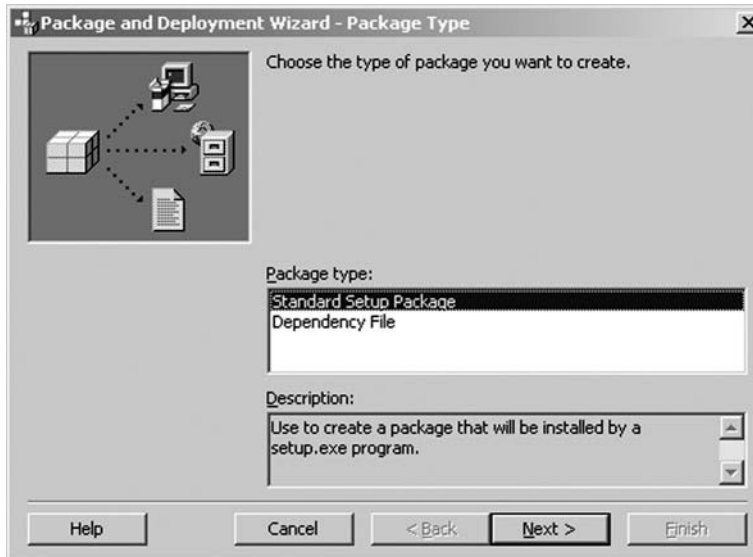 Package and Deployment Wizard - Package Type
Choose the type of package you want to create.
Package type:
Standard Setup Package
Dependency File
Description:
Use to create a package that will be installed by a
setup.exe program.
Help Cancel < Back Next > Finish